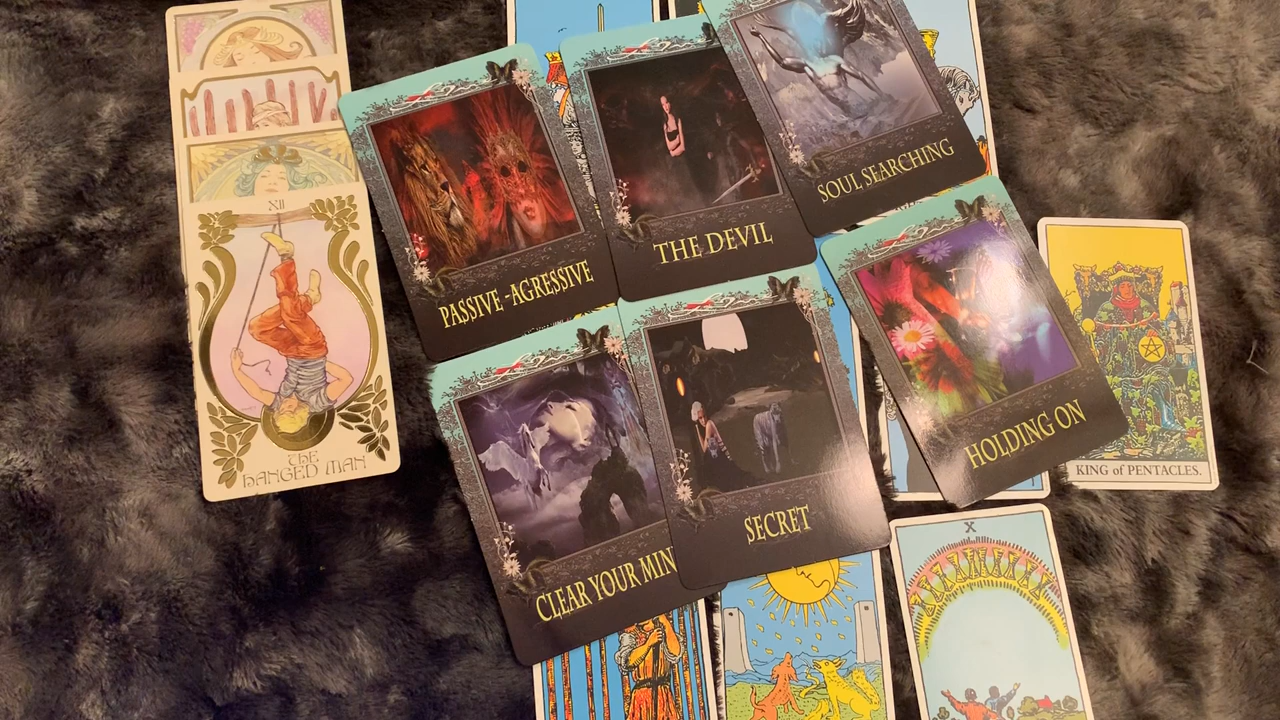 SOUL SEARCHING
THE DEVIL
PASSIVE-AGRESSIVE
XII
THE
HANGED MAN
HOLDING ON
KING of PENTACLES.
SECRET
CLEAR YOUR MIN
X